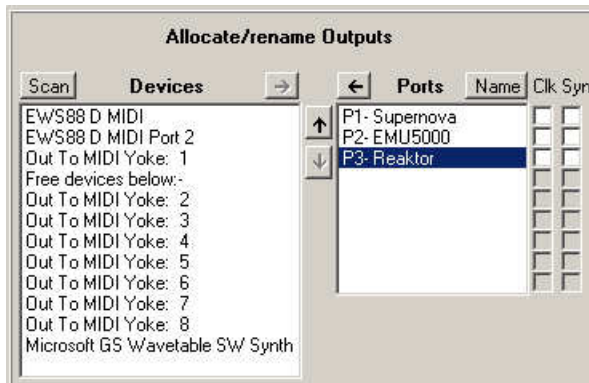 Allocate/rename Outputs
Scan Devices → ← Ports Name Clk Syn
EWS88 D MIDI
EWS88 D MIDI Port 2
Out To MIDI Yoke: 1
Free devices below:-
Out To MIDI Yoke: 2
Out To MIDI Yoke: 3
Out To MIDI Yoke: 4
Out To MIDI Yoke: 5
Out To MIDI Yoke: 6
Out To MIDI Yoke: 7
Out To MIDI Yoke: 8
Microsoft GS Wavetable SW Synth
↑
↓
P1- Supernova
P2- EMU5000
P3- Reaktor